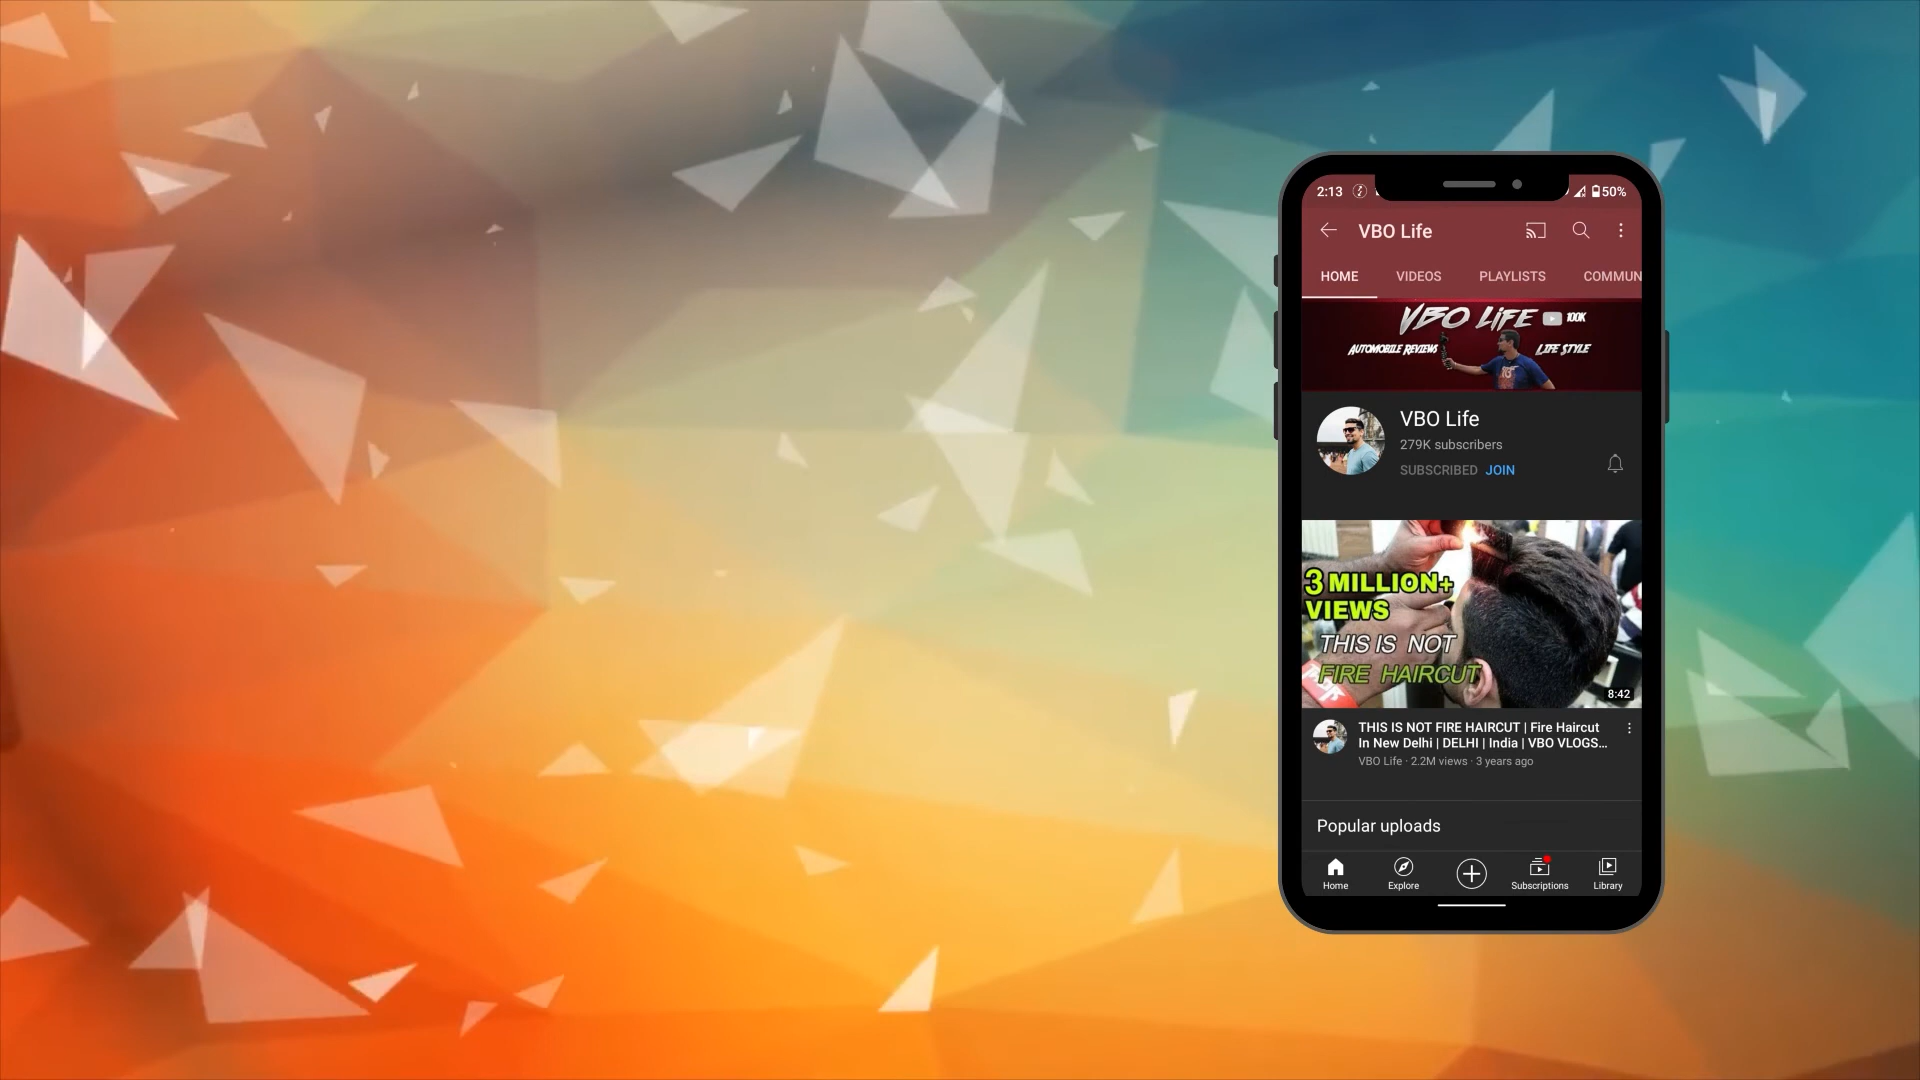 2:13
50%
VBO Life
HOME VIDEOS PLAYLISTS COMMUN
VBO LIFE 100K
AUTOMOBILE REVIEWS LIFE STYLE
VBO Life
279K subscribers
SUBSCRIBED JOIN
3 MILLION+
VIEWS
THIS IS NOT
FIRE HAIRCUT
8:42
THIS IS NOT FIRE HAIRCUT | Fire Haircut
In New Delhi | DELHI | India | VBO VLOGS...
VBO Life · 2.2M views · 3 years ago
Popular uploads
Home Explore Subscriptions Library